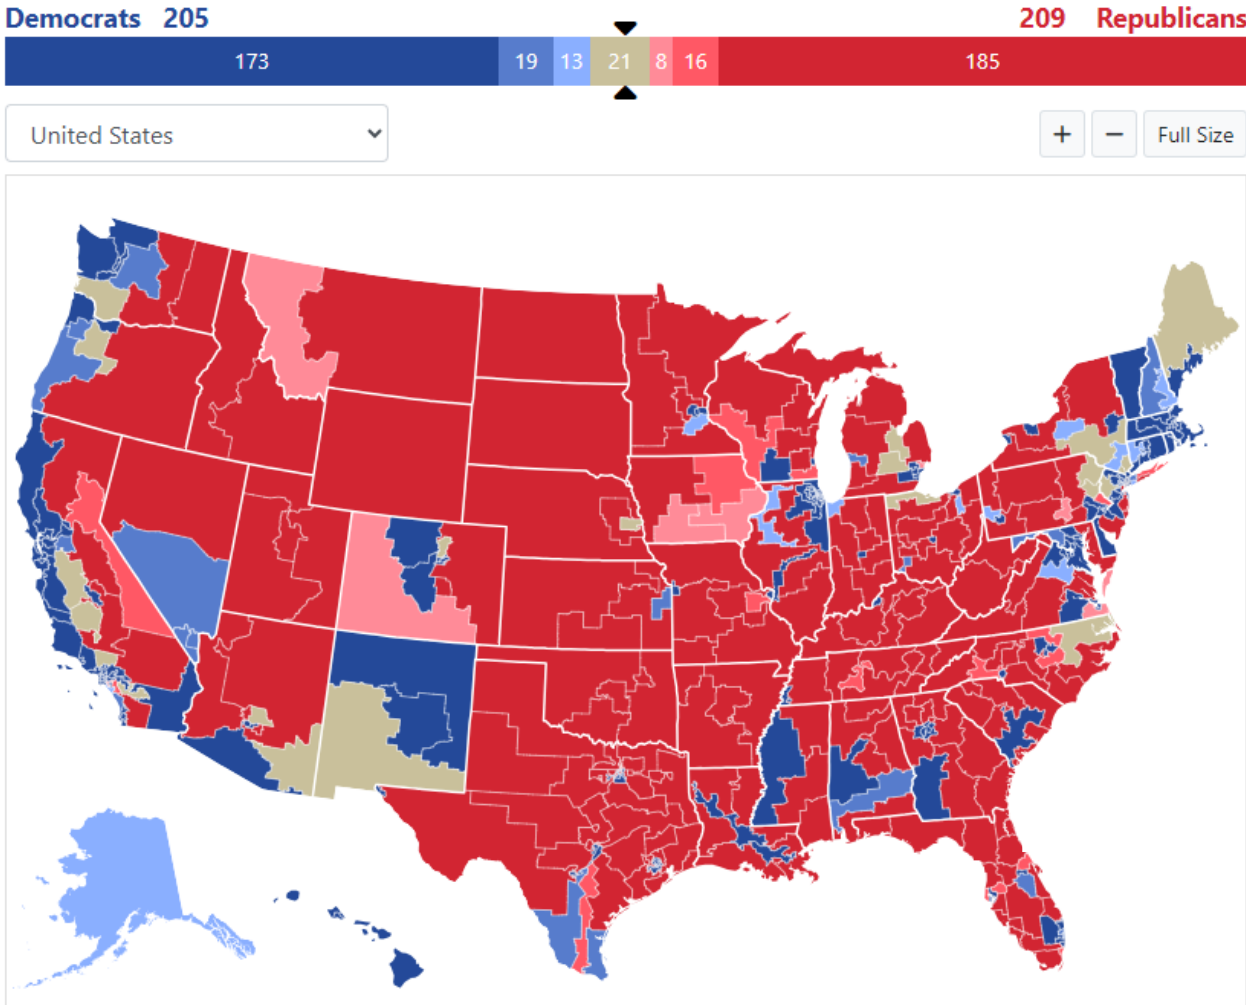 Democrats 205 209 Republicans
173 19 13 21 8 16 185
United States + − Full Size